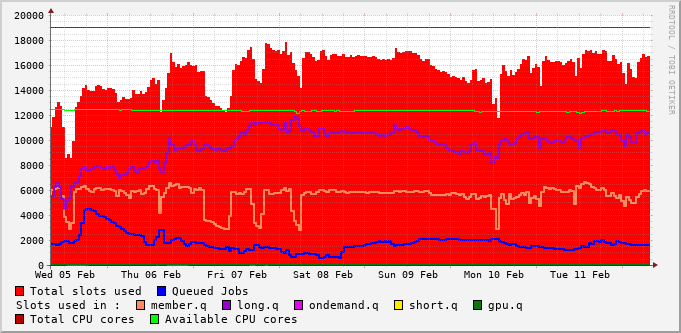 20000
18000
16000
14000
12000
10000
8000
6000
4000
2000
0
Wed 05 Feb Thu 06 Feb Fri 07 Feb Sat 08 Feb Sun 09 Feb Mon 10 Feb Tue 11 Feb
RRDTOOL / TOBI OETIKER
Total slots used Queued Jobs
Slots used in : member.q long.q ondemand.q short.q gpu.q
Total CPU cores Available CPU cores